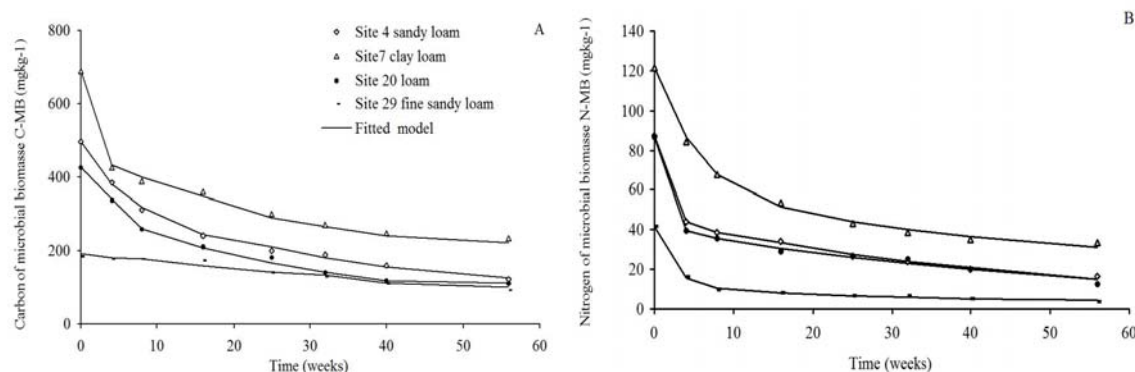 A
Carbon of microbial biomasse C-MB (mgkg-1)
800
600
400
200
0
Site 4 sandy loam
Site7 clay loam
Site 20 loam
Site 29 fine sandy loam
Fitted model
0 10 20 30 40 50 60
Time (weeks)
B
Nitrogen of microbial biomasse N-MB (mgkg-1)
140
120
100
80
60
40
20
0
0 10 20 30 40 50 60
Time (weeks)